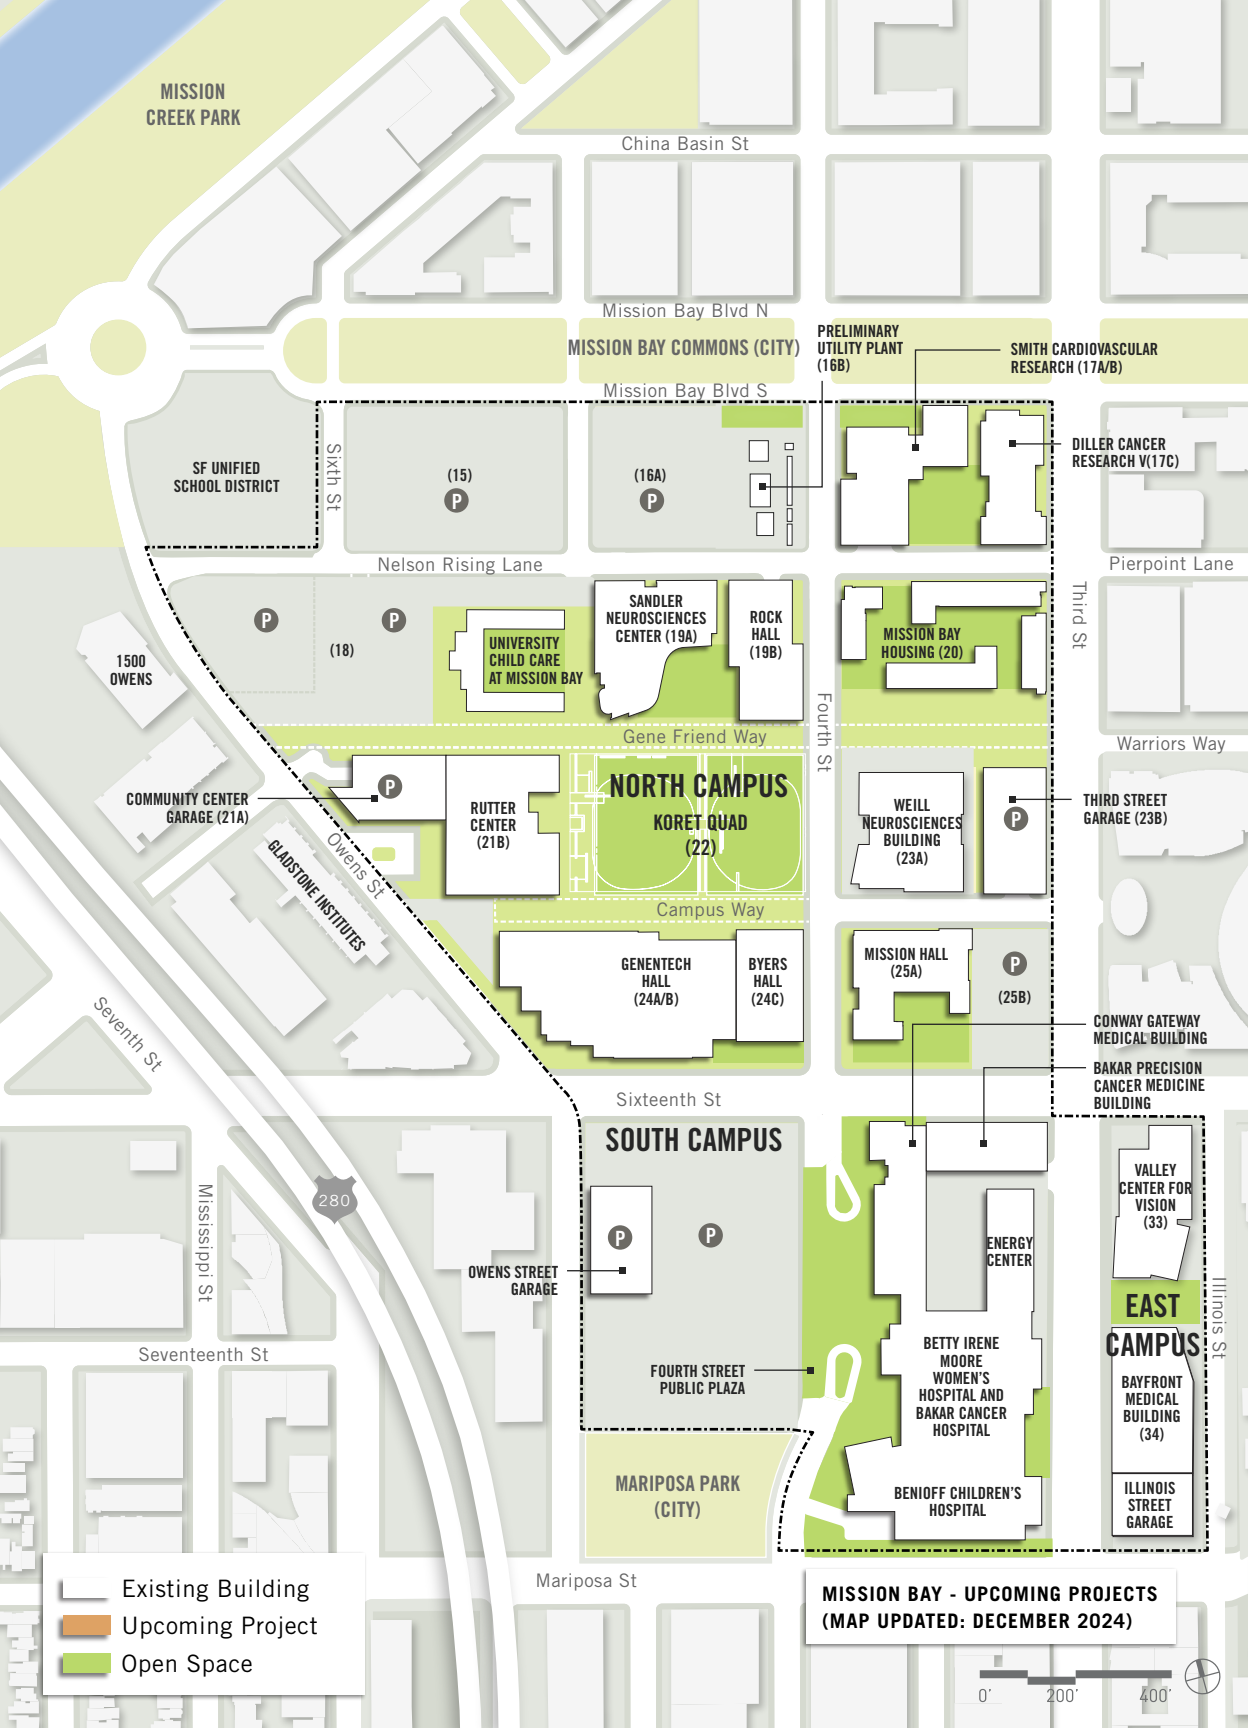 MISSION
CREEK PARK
China Basin St
Mission Bay Blvd N
MISSION BAY COMMONS (CITY)
PRELIMINARY
UTILITY PLANT
(16B)
SMITH CARDIOVASCULAR
RESEARCH (17A/B)
Mission Bay Blvd S
SF UNIFIED
SCHOOL DISTRICT
Sixth St
(15)
P
(16A)
P
DILLER CANCER
RESEARCH V(17C)
Nelson Rising Lane
Pierpoint Lane
P
P
(18)
1500
OWENS
UNIVERSITY
CHILD CARE
AT MISSION BAY
SANDLER
NEUROSCIENCES
CENTER (19A)
ROCK
HALL
(19B)
MISSION BAY
HOUSING (20)
Third St
Fourth St
Gene Friend Way
Warriors Way
COMMUNITY CENTER
GARAGE (21A)
P
RUTTER
CENTER
(21B)
NORTH CAMPUS
KORET QUAD
(22)
WEILL
NEUROSCIENCES
BUILDING
(23A)
P
THIRD STREET
GARAGE (23B)
Owens St
GLADSTONE INSTITUTES
Campus Way
GENENTECH
HALL
(24A/B)
BYERS
HALL
(24C)
MISSION HALL
(25A)
P
(25B)
Seventh St
CONWAY GATEWAY
MEDICAL BUILDING
BAKAR PRECISION
CANCER MEDICINE
BUILDING
Sixteenth St
SOUTH CAMPUS
280
Mississippi St
P
P
OWENS STREET
GARAGE
ENERGY
CENTER
VALLEY
CENTER FOR
VISION
(33)
Illinois St
EAST
CAMPUS
Seventeenth St
FOURTH STREET
PUBLIC PLAZA
BETTY IRENE
MOORE
WOMEN'S
HOSPITAL AND
BAKAR CANCER
HOSPITAL
BAYFRONT
MEDICAL
BUILDING
(34)
MARIPOSA PARK
(CITY)
BENIOFF CHILDREN'S
HOSPITAL
ILLINOIS
STREET
GARAGE
Mariposa St
Existing Building
Upcoming Project
Open Space
MISSION BAY - UPCOMING PROJECTS
(MAP UPDATED: DECEMBER 2024)
0' 200' 400'